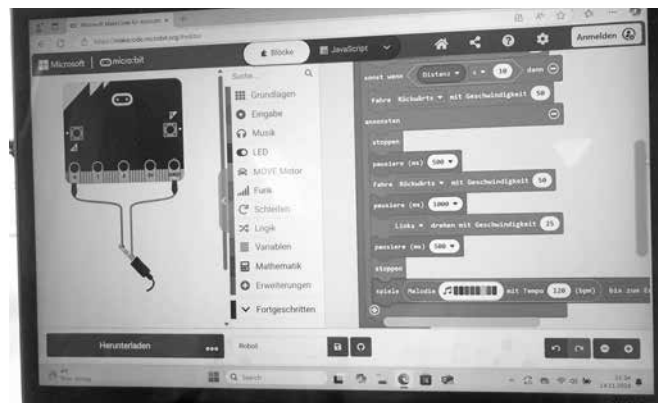 Microsoft
micro:bit
Blöcke
JavaScript
Anmelden
Suche...
Grundlagen
Eingabe
Musik
LED
MOVE Motor
Funk
Schleifen
Logik
Variablen
Mathematik
Erweiterungen
Fortgeschritten
sonst wenn Distanz 10 dann
fahre Rückwärts mit Geschwindigkeit 50
ansonsten
stoppen
pausiere (ms) 500
fahre Rückwärts mit Geschwindigkeit 50
pausiere (ms) 1000
Links drehen mit Geschwindigkeit 25
pausiere (ms) 500
stoppen
spiele Melodie mit Tempo 120 (bpm) bis zum
Herunterladen
Robot
Search